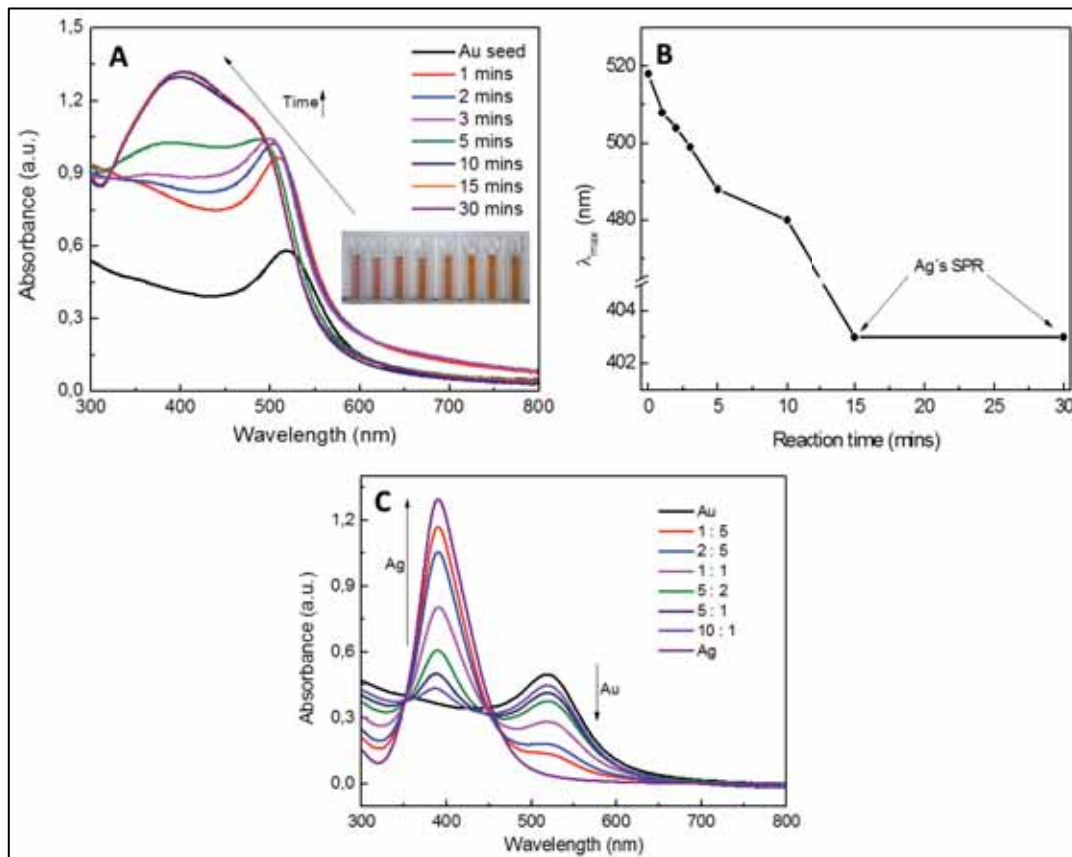 A
1,5
1,2
0,9
0,6
0,3
0,0
Absorbance (a.u.)
300 400 500 600 700 800
Wavelength (nm)
Time
Au seed
1 mins
2 mins
3 mins
5 mins
10 mins
15 mins
30 mins
B
520
500
480
404
402
λmax (nm)
Ag´s SPR
0 5 10 15 20 25 30
Reaction time (mins)
C
1,2
0,9
0,6
0,3
0,0
Absorbance (a.u.)
Ag
Au
Au
1 : 5
2 : 5
1 : 1
5 : 2
5 : 1
10 : 1
Ag
300 400 500 600 700 800
Wavelength (nm)